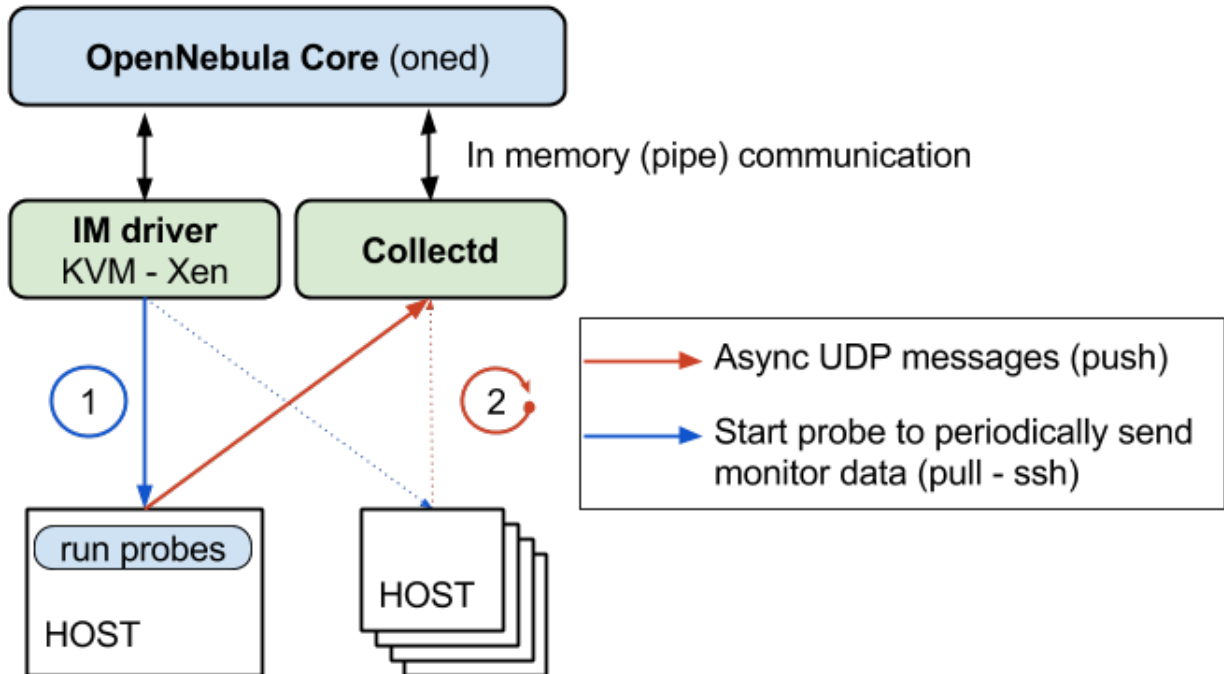 OpenNebula Core (oned)
In memory (pipe) communication
IM driver
KVM - Xen
Collectd
1
2
Async UDP messages (push)
Start probe to periodically send
monitor data (pull - ssh)
run probes
HOST
HOST